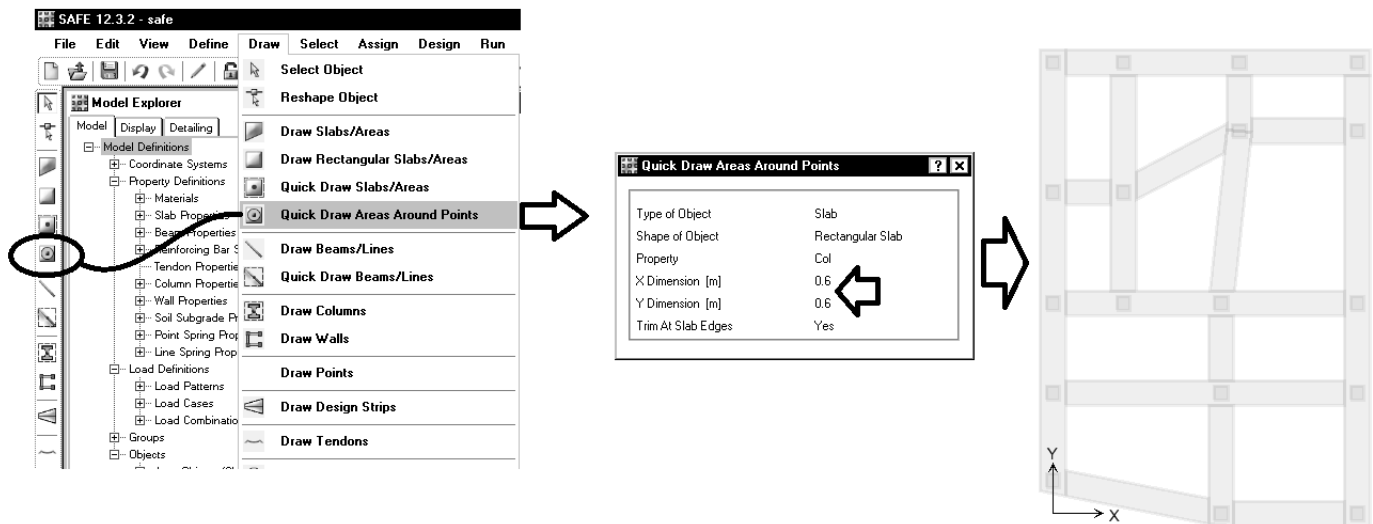 SAFE 12.3.2 - safe
File Edit View Define Draw Select Assign Design Run
Select Object
Reshape Object
Draw Slabs/Areas
Draw Rectangular Slabs/Areas
Quick Draw Slabs/Areas
Quick Draw Areas Around Points
Draw Beams/Lines
Quick Draw Beams/Lines
Draw Columns
Draw Walls
Draw Points
Draw Design Strips
Draw Tendons
Model Explorer
Model Display Detailing
Model Definitions
Coordinate Systems
Property Definitions
Materials
Slab Properties
Beam Properties
Reinforcing Bar S
Tendon Propertie
Column Propertie
Wall Properties
Soil Subgrade Pr
Point Spring Prop
Line Spring Prop
Load Definitions
Load Patterns
Load Cases
Load Combinatio
Groups
Objects
Quick Draw Areas Around Points ? X
Type of Object Slab
Shape of Object Rectangular Slab
Property Col
X Dimension [m] 0.6
Y Dimension [m] 0.6
Trim At Slab Edges Yes
Y
X